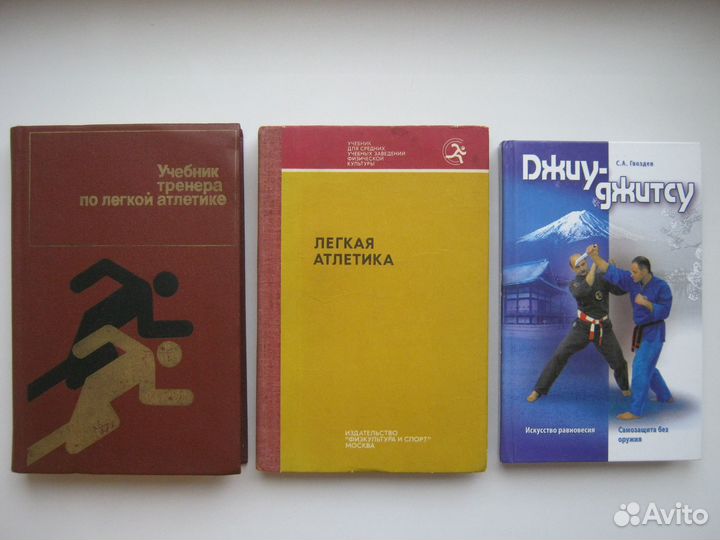 Учебник
тренера
по легкой атлетике
УЧЕБНИК
ДЛЯ СРЕДНИХ
УЧЕБНЫХ ЗАВЕДЕНИЙ
ФИЗИЧЕСКОЙ
КУЛЬТУРЫ
ЛЕГКАЯ
АТЛЕТИКА
ИЗДАТЕЛЬСТВО
"ФИЗКУЛЬТУРА И СПОРТ"
МОСКВА
С.А. Гвоздев
Джиу-
джитсу
Искусство равновесия
Самозащита без
оружия
Avito